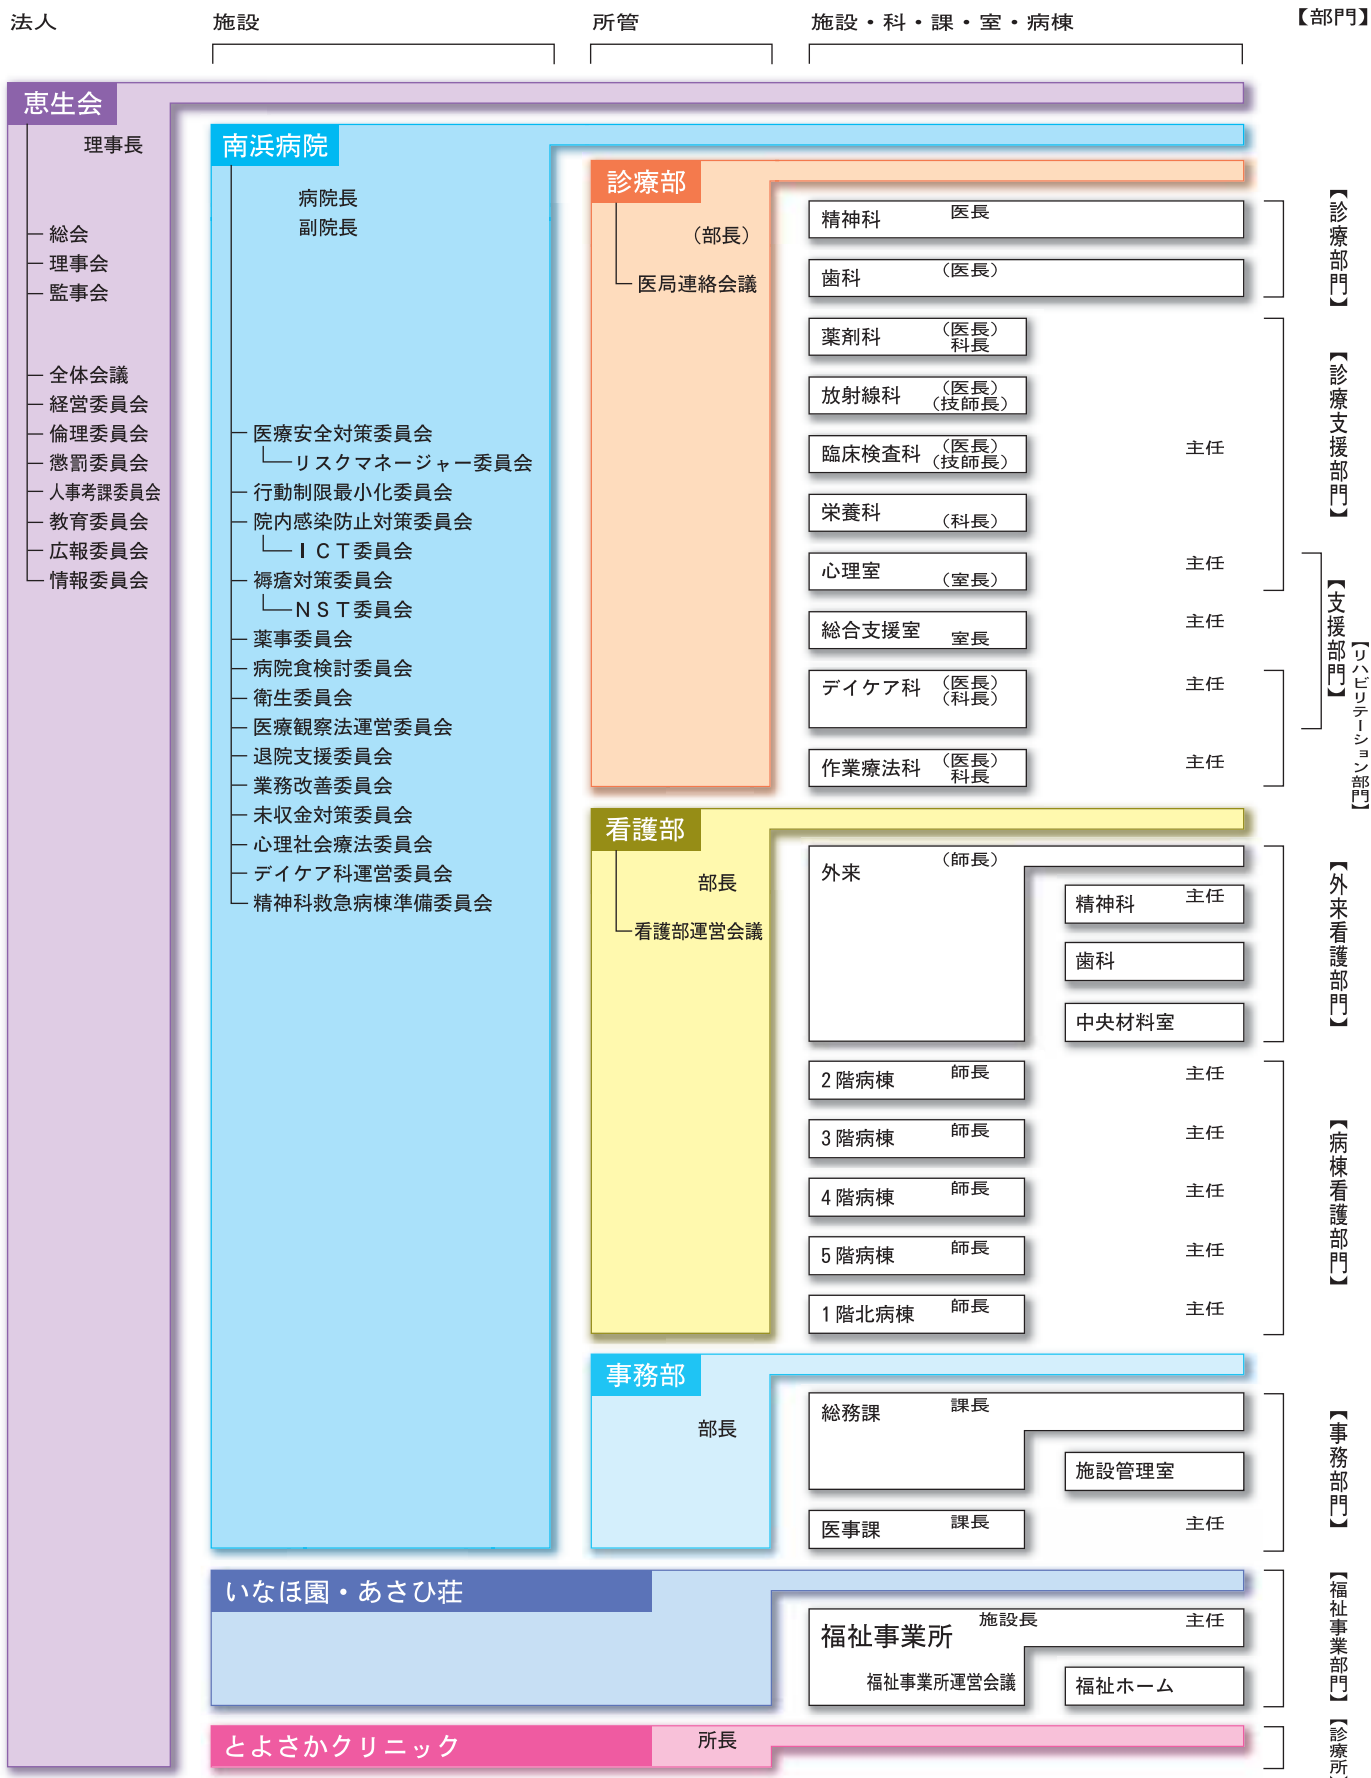 法人
施設
所管
施設・科・課・室・病棟
【部門】
恵生会
理事長
総会
理事会
監事会
全体会議
経営委員会
倫理委員会
懲罰委員会
人事考課委員会
教育委員会
広報委員会
情報委員会
南浜病院
病院長
副院長
医療安全対策委員会
リスクマネージャー委員会
行動制限最小化委員会
院内感染防止対策委員会
ＩＣＴ委員会
褥瘡対策委員会
ＮＳＴ委員会
薬事委員会
病院食検討委員会
衛生委員会
医療観察法運営委員会
退院支援委員会
業務改善委員会
未収金対策委員会
心理社会療法委員会
デイケア科運営委員会
精神科救急病棟準備委員会
診療部
（部長）
医局連絡会議
精神科 医長
歯科 （医長）
【診療部門】
薬剤科 （医長）
科長
放射線科 （医長）
（技師長）
臨床検査科 （医長）
（技師長）
主任
栄養科 （科長）
心理室 （室長） 主任
【診療支援部門】
総合支援室 室長 主任
デイケア科 （医長）
（科長）
主任
【支援部門】
作業療法科 （医長）
科長
主任
【リハビリテーション部門】
看護部
部長
看護部運営会議
外来 （師長）
精神科 主任
歯科
中央材料室
【外来看護部門】
2階病棟 師長 主任
3階病棟 師長 主任
4階病棟 師長 主任
5階病棟 師長 主任
1階北病棟 師長 主任
【病棟看護部門】
事務部
部長
総務課 課長
施設管理室
医事課 課長 主任
【事務部門】
いなほ園・あさひ荘
福祉事業所 施設長 主任
福祉事業所運営会議
福祉ホーム
【福祉事業部門】
とよさかクリニック
所長
【診療所